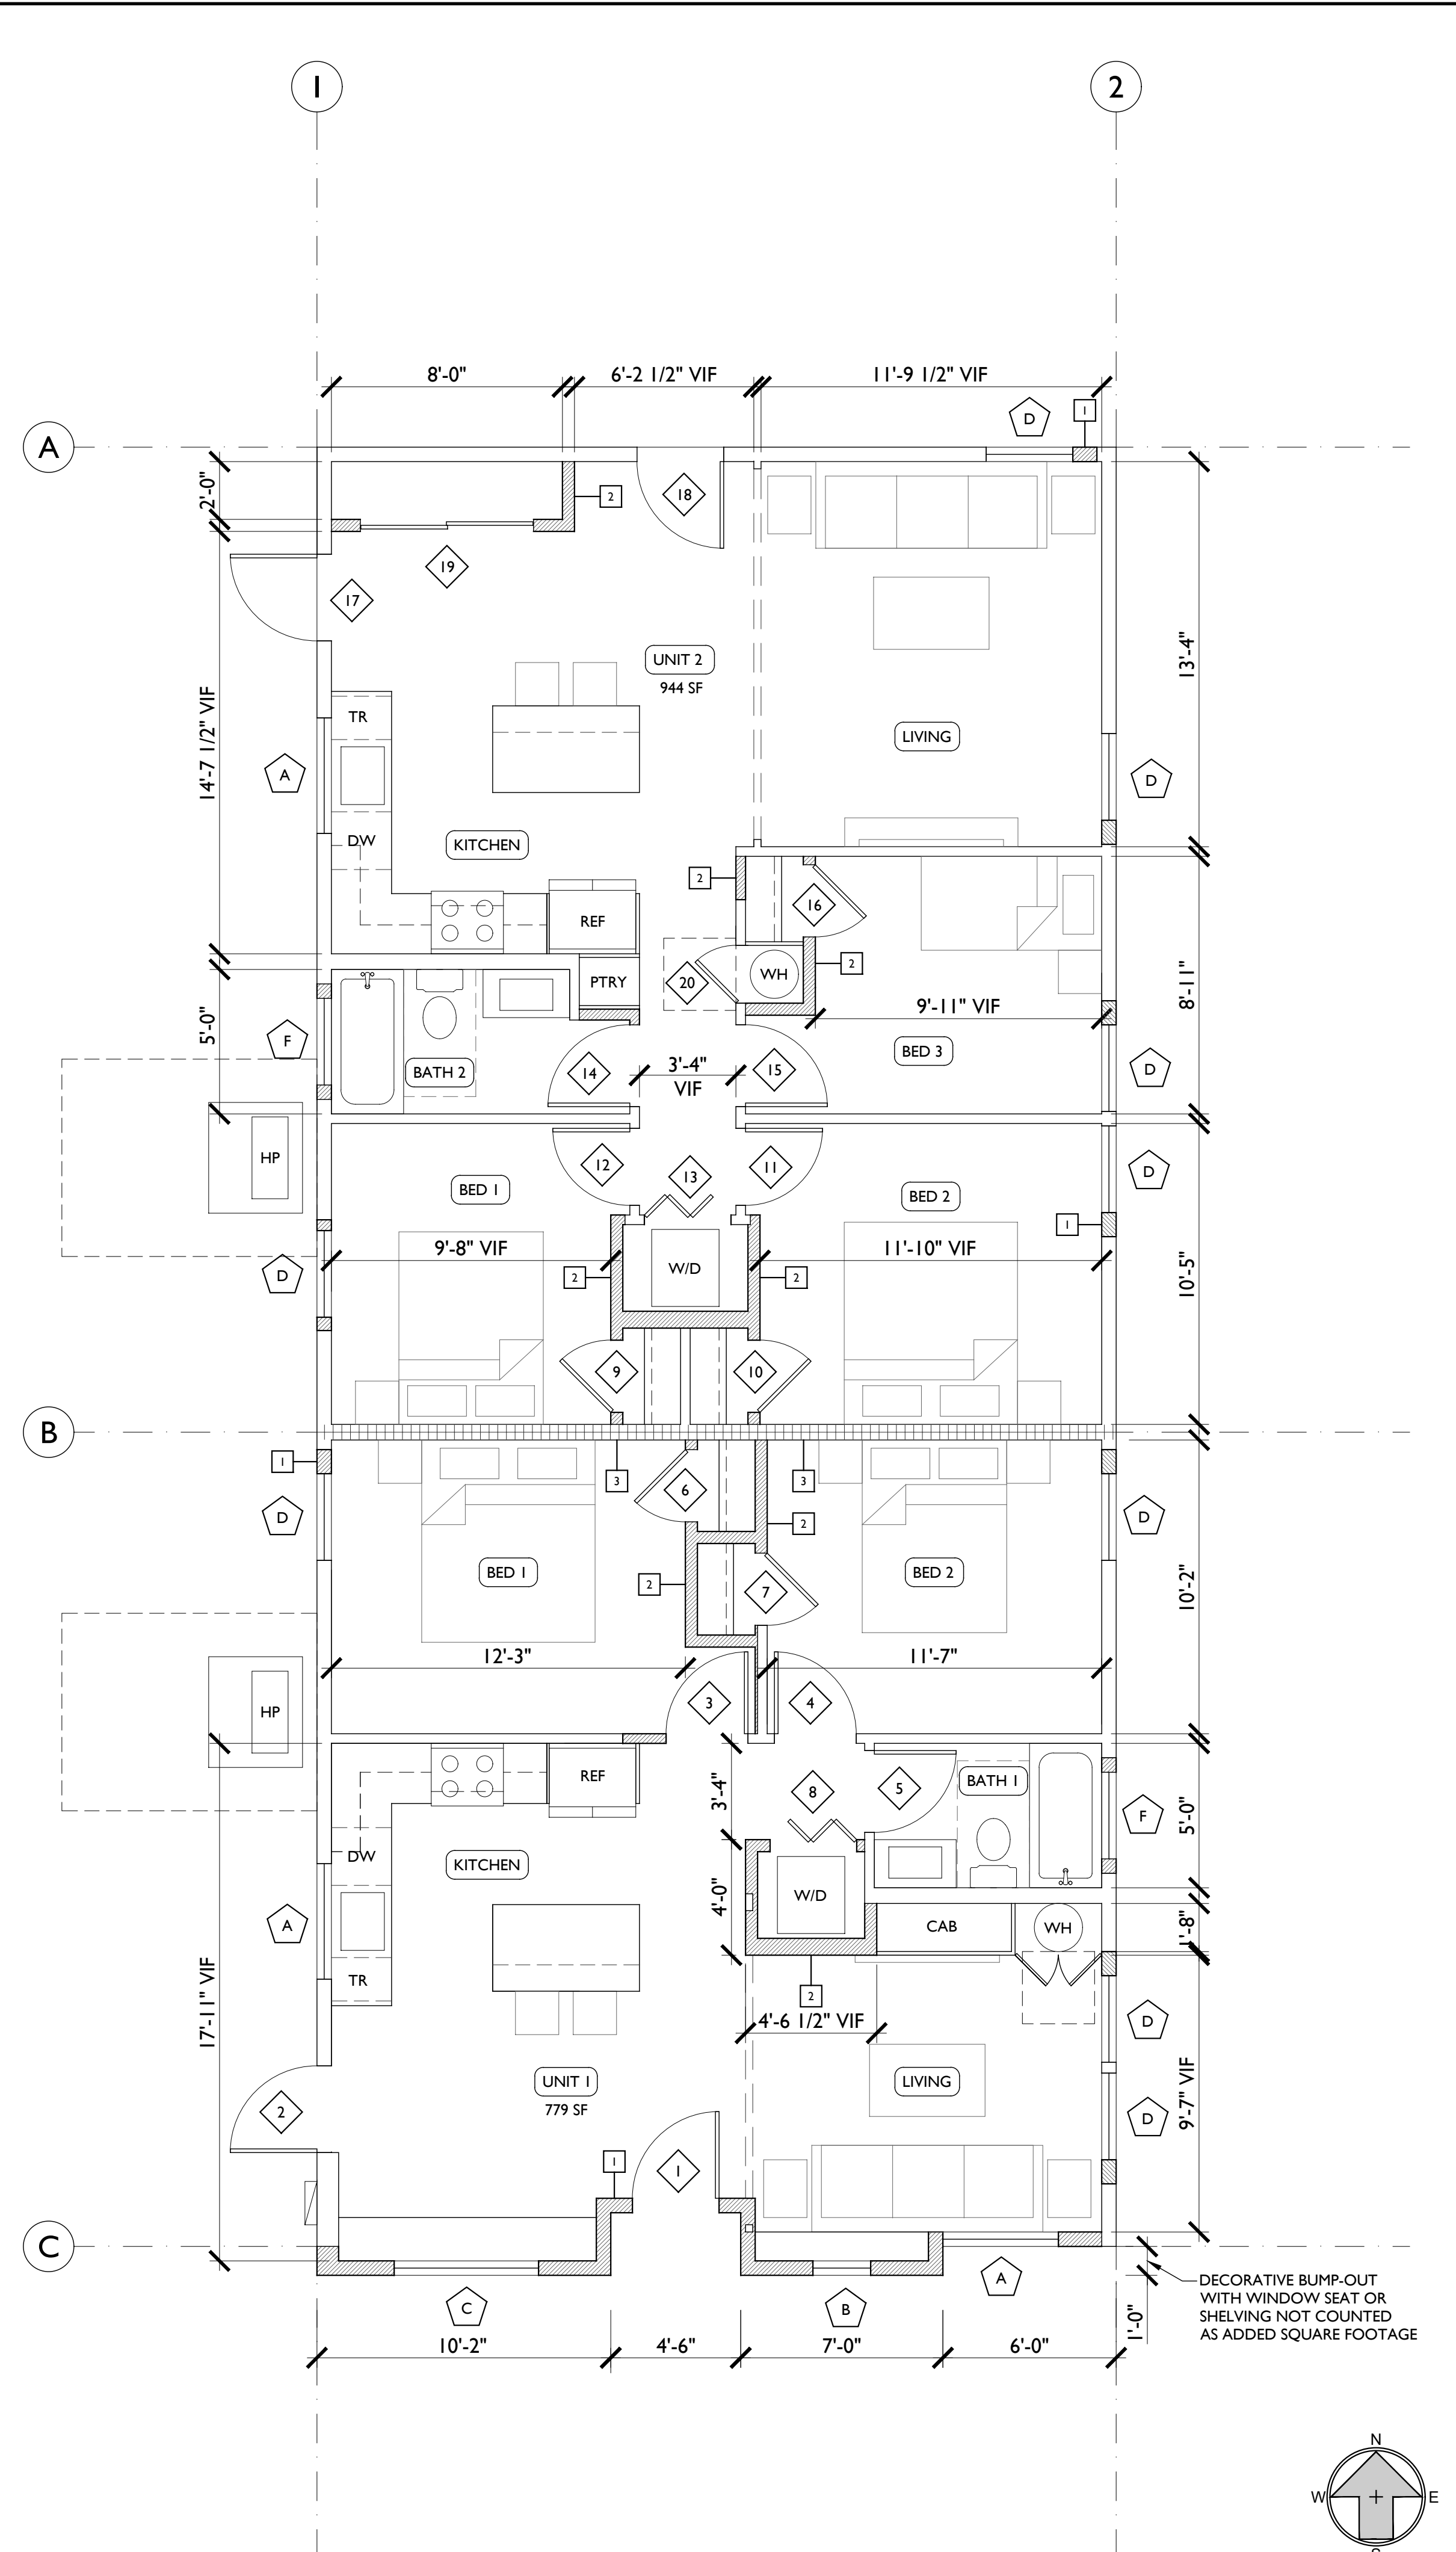 1
2
8'-0"
6'-2 1/2" VIF
11'-9 1/2" VIF
D
1
A
2'-0"
2
18
19
17
UNIT 2
944 SF
13'-4"
TR
LIVING
14'-7 1/2" VIF
A
D
DW
KITCHEN
2
16
REF
2
WH
PTRY
20
8'-11"
9'-11" VIF
5'-0"
F
BED 3
BATH 2
14
3'-4"
VIF
15
D
HP
12
13
11
D
BED 1
BED 2
1
9'-8" VIF
11'-10" VIF
D
2
W/D
2
10'-5"
9
10
B
1
3
6
3
D
2
D
BED 1
2
7
BED 2
10'-2"
12'-3"
11'-7"
HP
3
4
REF
3'-4"
8
5
BATH 1
F
5'-0"
DW
KITCHEN
4'-0"
W/D
A
CAB
WH
1'-8"
TR
2
17'-11" VIF
4'-6 1/2" VIF
D
UNIT 1
779 SF
LIVING
2
D
9'-7" VIF
1
1
C
A
DECORATIVE BUMP-OUT
WITH WINDOW SEAT OR
SHELVING NOT COUNTED
AS ADDED SQUARE FOOTAGE
C
B
1'-0"
10'-2"
4'-6"
7'-0"
6'-0"
N
W
E